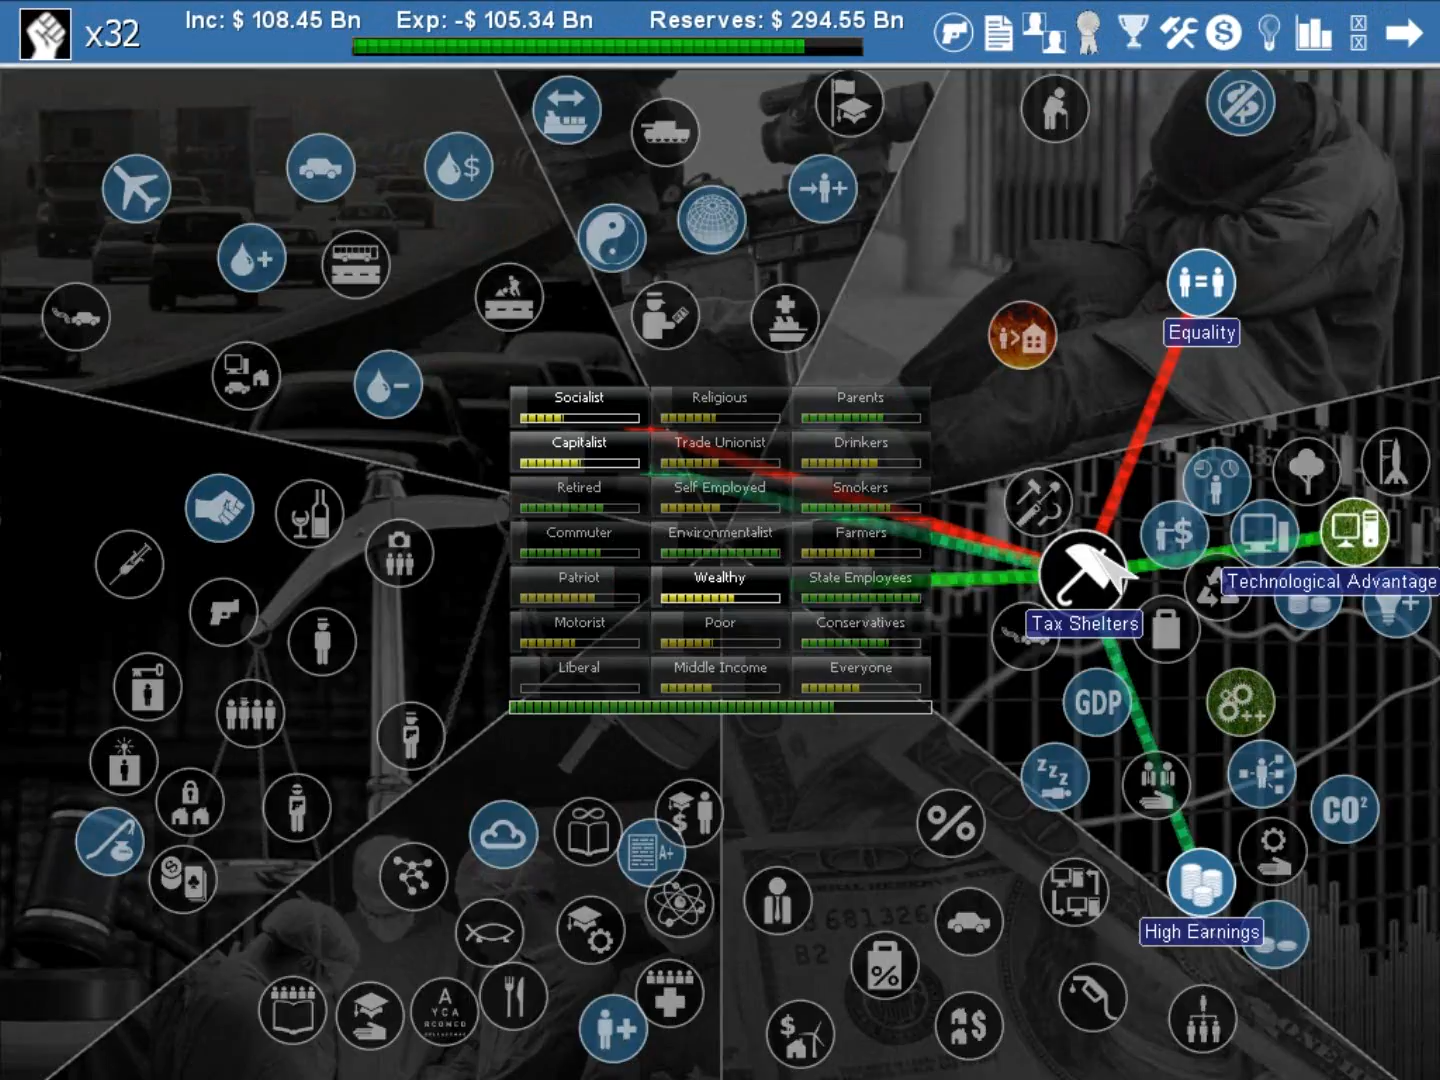 x32
Inc: $ 108.45 Bn
Exp: -$ 105.34 Bn
Reserves: $ 294.55 Bn
Equality
Socialist
Religious
Parents
Capitalist
Trade Unionist
Drinkers
Retired
Self Employed
Smokers
Commuter
Environmentalist
Farmers
Patriot
Wealthy
State Employees
Motorist
Poor
Conservatives
Liberal
Middle Income
Everyone
Technological Advantage
Tax Shelters
GDP
CO²
High Earnings
A+
A
YCA